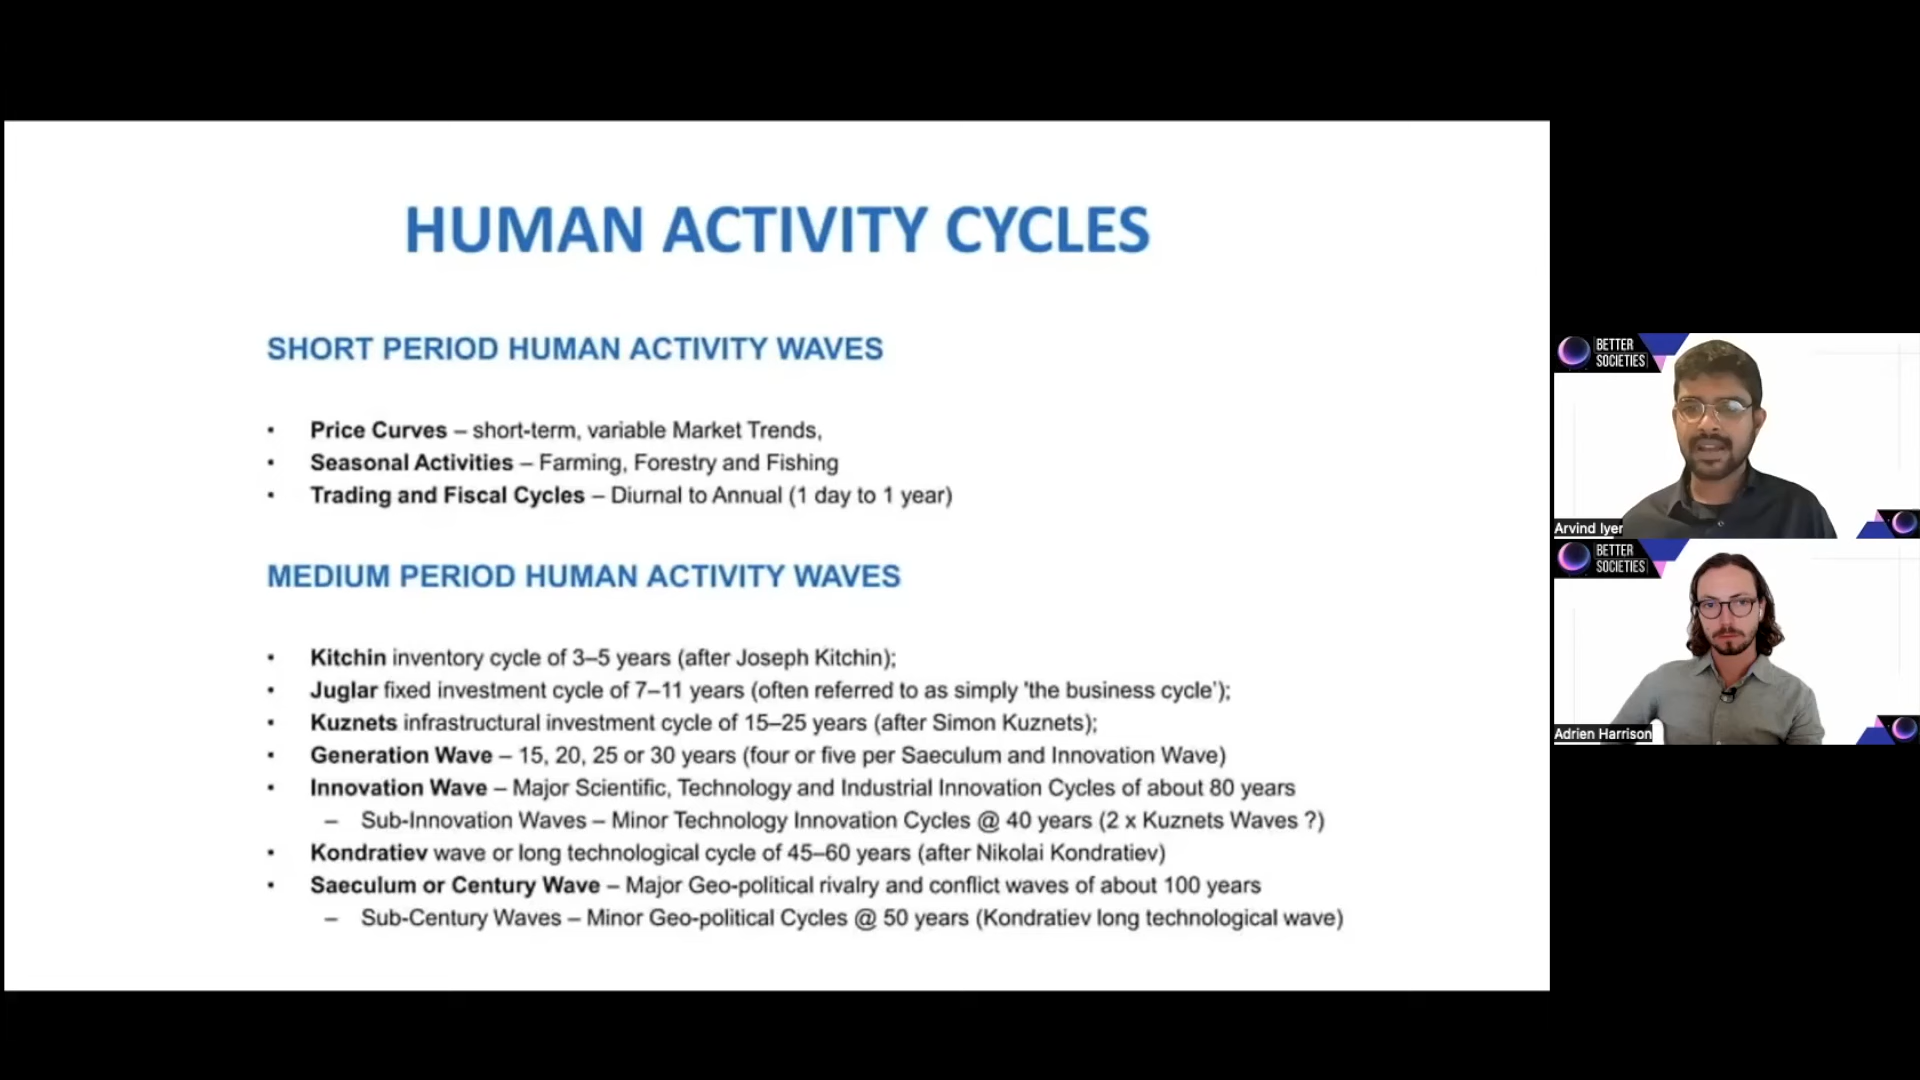 HUMAN ACTIVITY CYCLES
SHORT PERIOD HUMAN ACTIVITY WAVES
• Price Curves – short-term, variable Market Trends,
• Seasonal Activities – Farming, Forestry and Fishing
• Trading and Fiscal Cycles – Diurnal to Annual (1 day to 1 year)
MEDIUM PERIOD HUMAN ACTIVITY WAVES
• Kitchin inventory cycle of 3–5 years (after Joseph Kitchin);
• Juglar fixed investment cycle of 7–11 years (often referred to as simply 'the business cycle');
• Kuznets infrastructural investment cycle of 15–25 years (after Simon Kuznets);
• Generation Wave – 15, 20, 25 or 30 years (four or five per Saeculum and Innovation Wave)
• Innovation Wave – Major Scientific, Technology and Industrial Innovation Cycles of about 80 years
– Sub-Innovation Waves – Minor Technology Innovation Cycles @ 40 years (2 x Kuznets Waves ?)
• Kondratiev wave or long technological cycle of 45–60 years (after Nikolai Kondratiev)
• Saeculum or Century Wave – Major Geo-political rivalry and conflict waves of about 100 years
– Sub-Century Waves – Minor Geo-political Cycles @ 50 years (Kondratiev long technological wave)
BETTER
SOCIETIES
Arvind Iyer
BETTER
SOCIETIES
Adrien Harrison